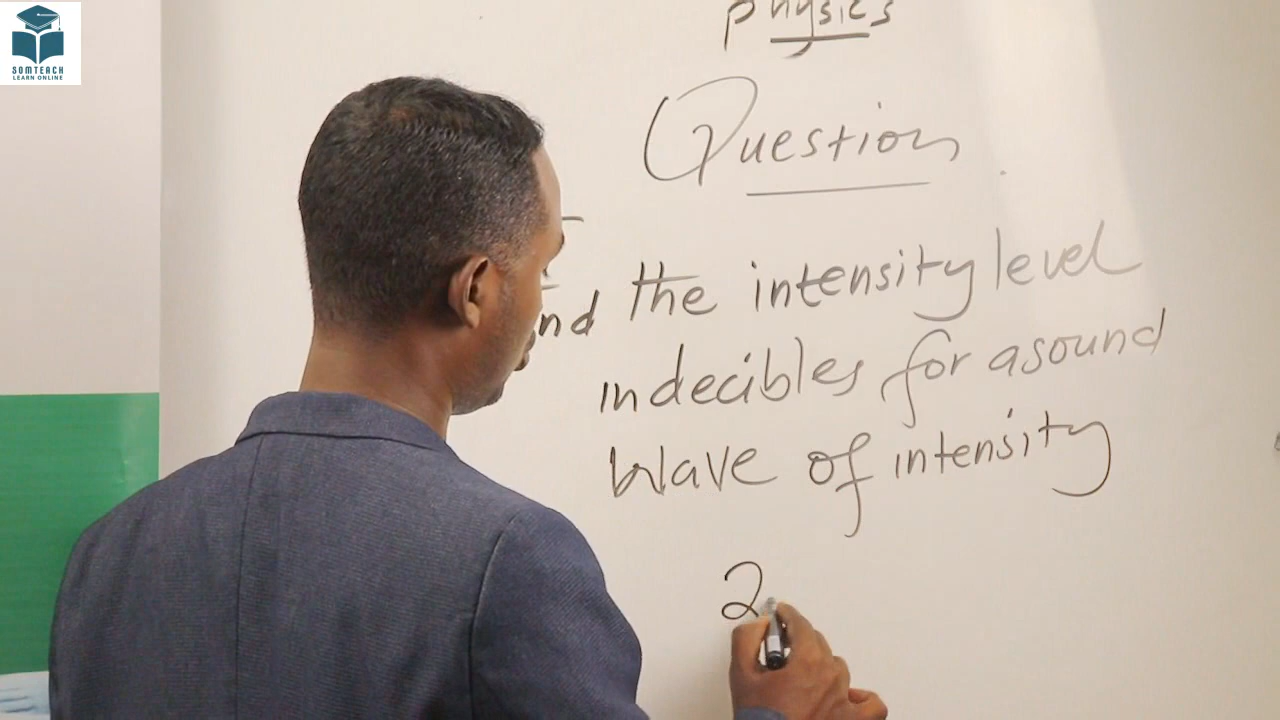 SOMTEACH
LEARN ONLINE
physics
Question
nd the intensity level
in decibles for a sound
wave of intensity
2